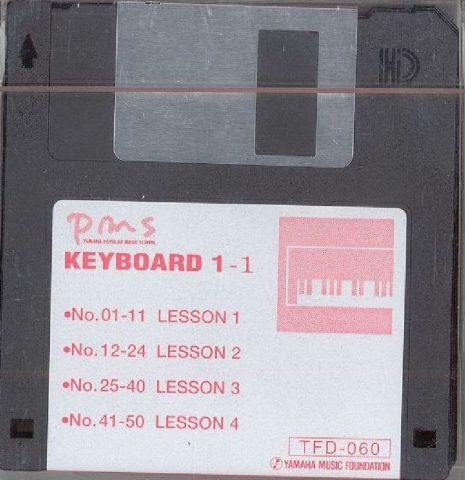 HD
pms
YAMAHA POPULAR MUSIC SCHOOL
KEYBOARD 1-1
•No.01-11 LESSON 1
•No.12-24 LESSON 2
•No.25-40 LESSON 3
•No.41-50 LESSON 4
TFD-060
YAMAHA MUSIC FOUNDATION